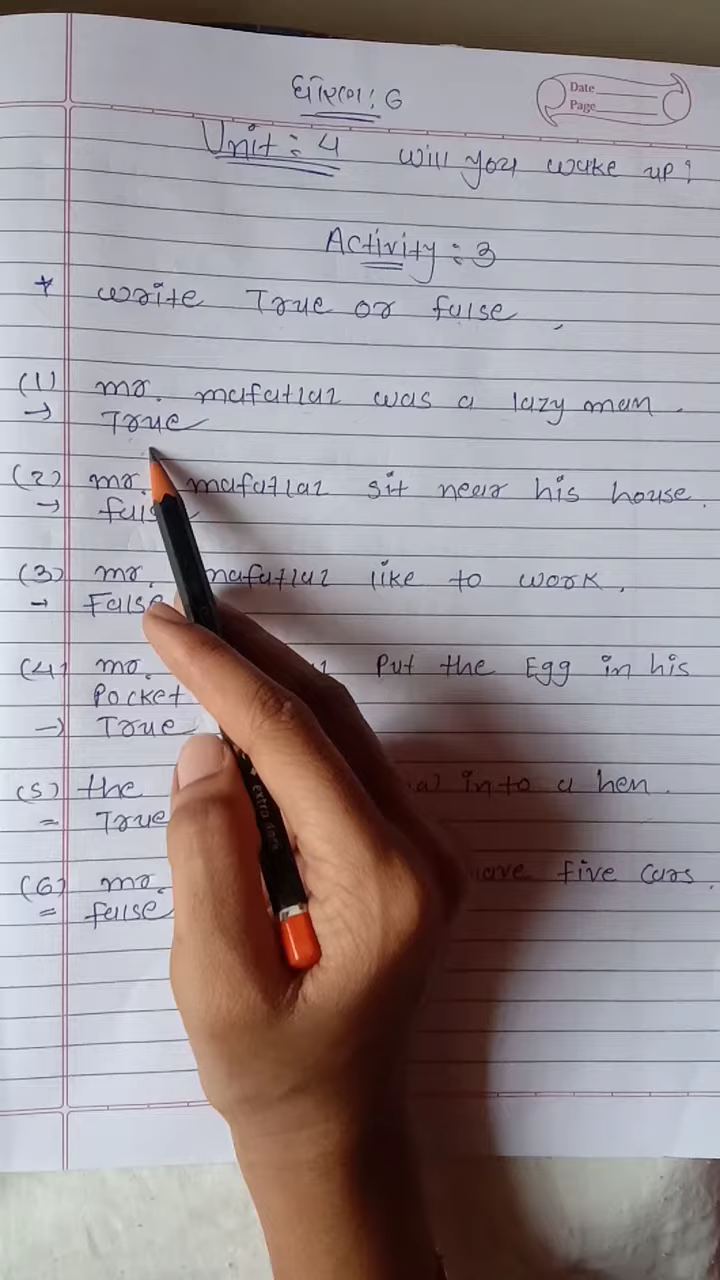 ધોરણ: 6
Date
Page
Unit: 4 will you wake up?
Activity: 3
* write True or false,
(1) mr. mafatlal was a lazy man.
→ True
(2) mr. mafatlal sit near his house.
→ false
(3) mr. mafatlal like to work.
→ False
(4) mr. Put the Egg in his
Pocket
→ True
(5) the into a hen.
= True
(6) mr. have five cars.
= false
extra dark